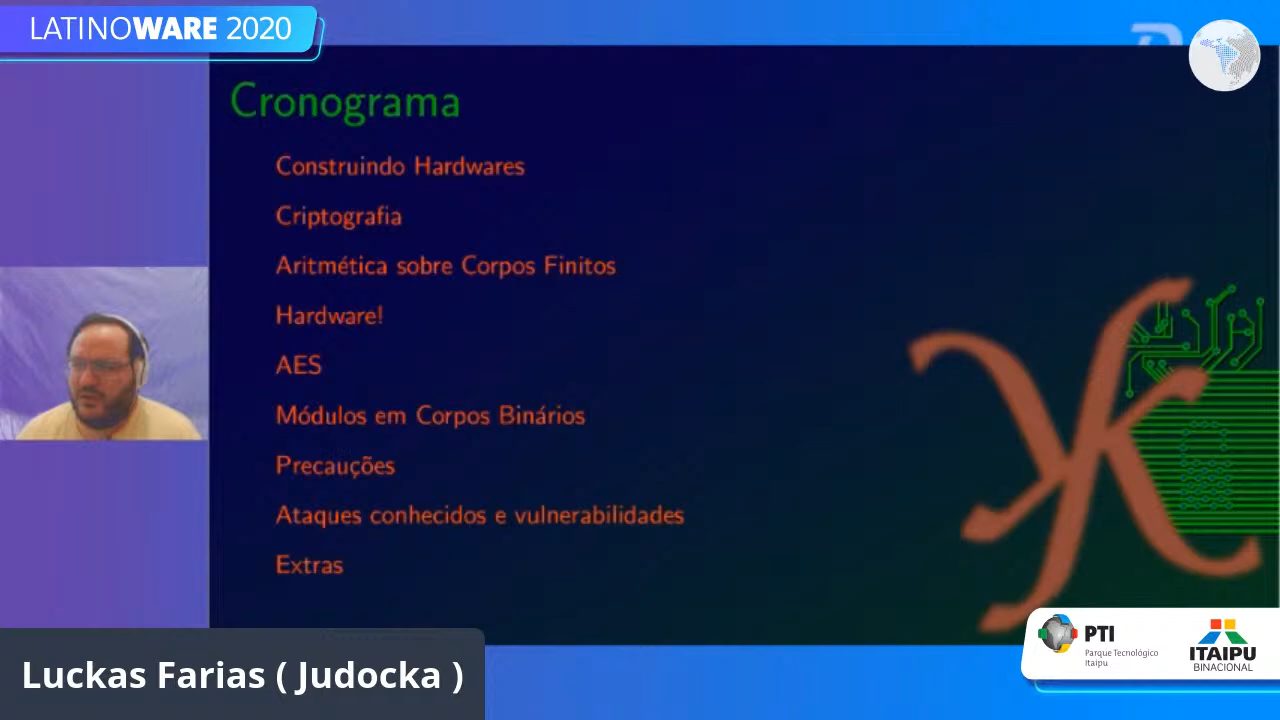 LATINOWARE 2020
Cronograma
Construindo Hardwares
Criptografia
Aritmética sobre Corpos Finitos
Hardware!
AES
Módulos em Corpos Binários
Precauções
Ataques conhecidos e vulnerabilidades
Extras
Luckas Farias ( Judocka )
PTI
Parque Tecnológico
Itaipu
ITAIPU
BINACIONAL